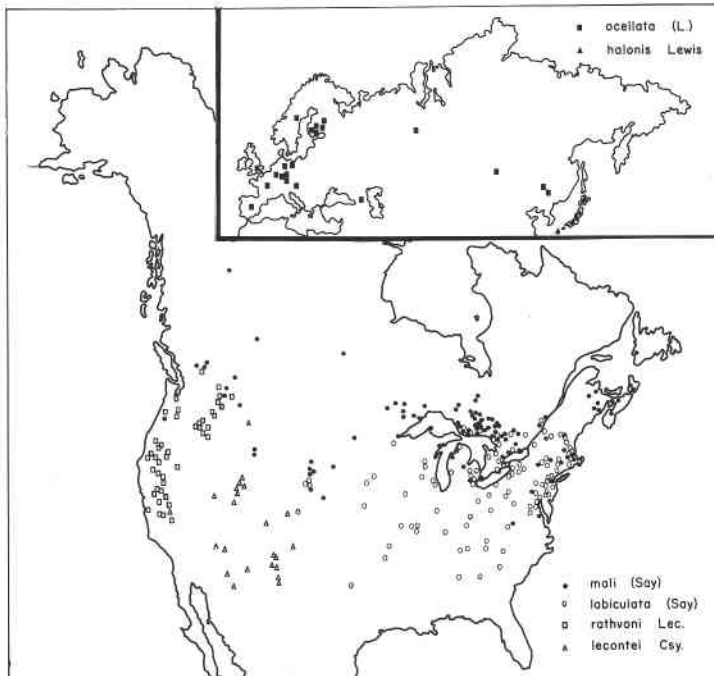 ocellata (L.)
halonis Lewis
mali (Say)
labiculata (Say)
rathvoni Lec.
lecontei Csy.